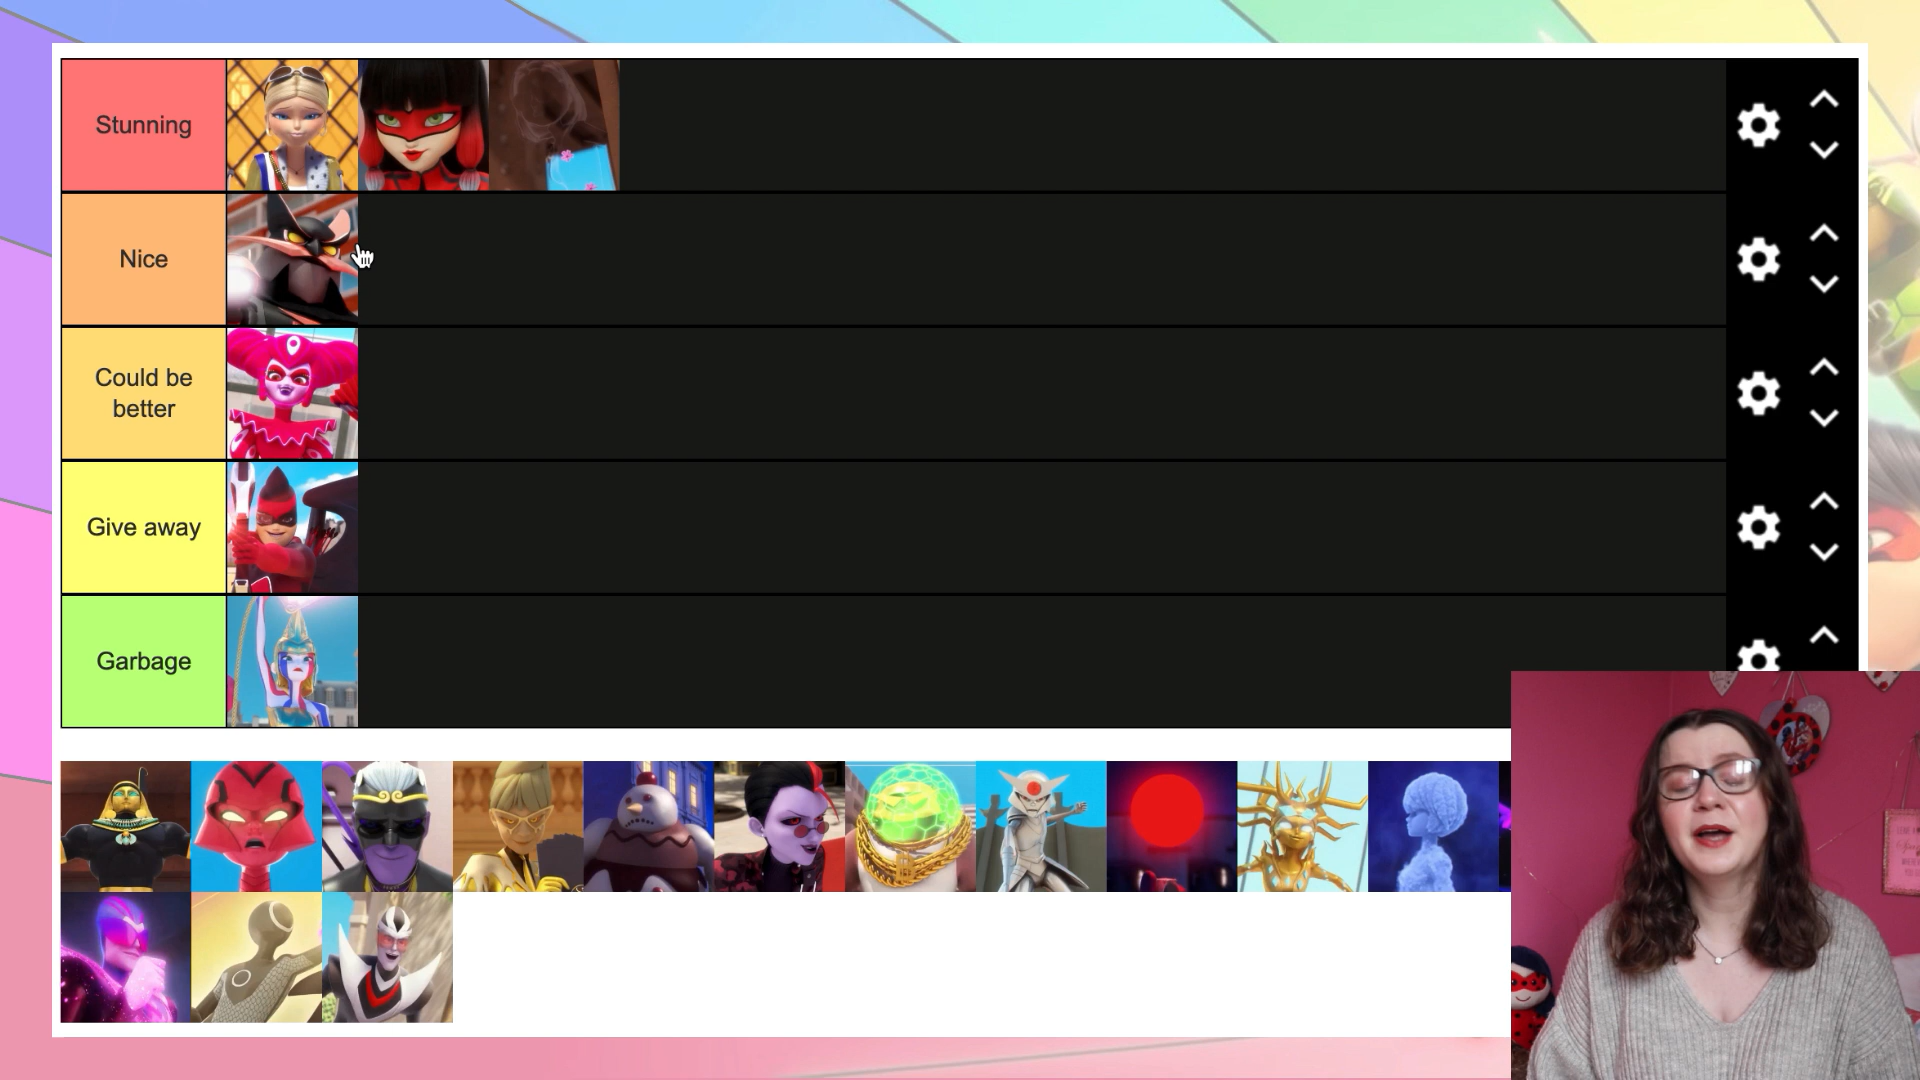 Stunning
Nice
Could be
better
Give away
Garbage